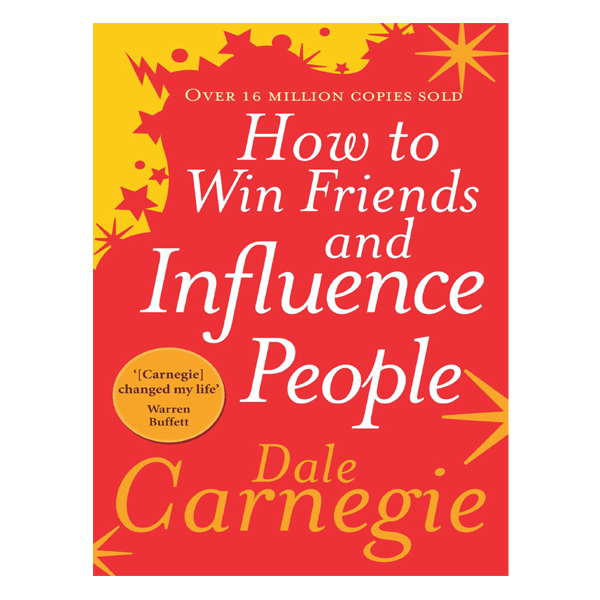 OVER 16 MILLION COPIES SOLD
How to
Win Friends
and
Influence
People
‘[Carnegie]
changed my life’
Warren
Buffett
Dale
Carnegie